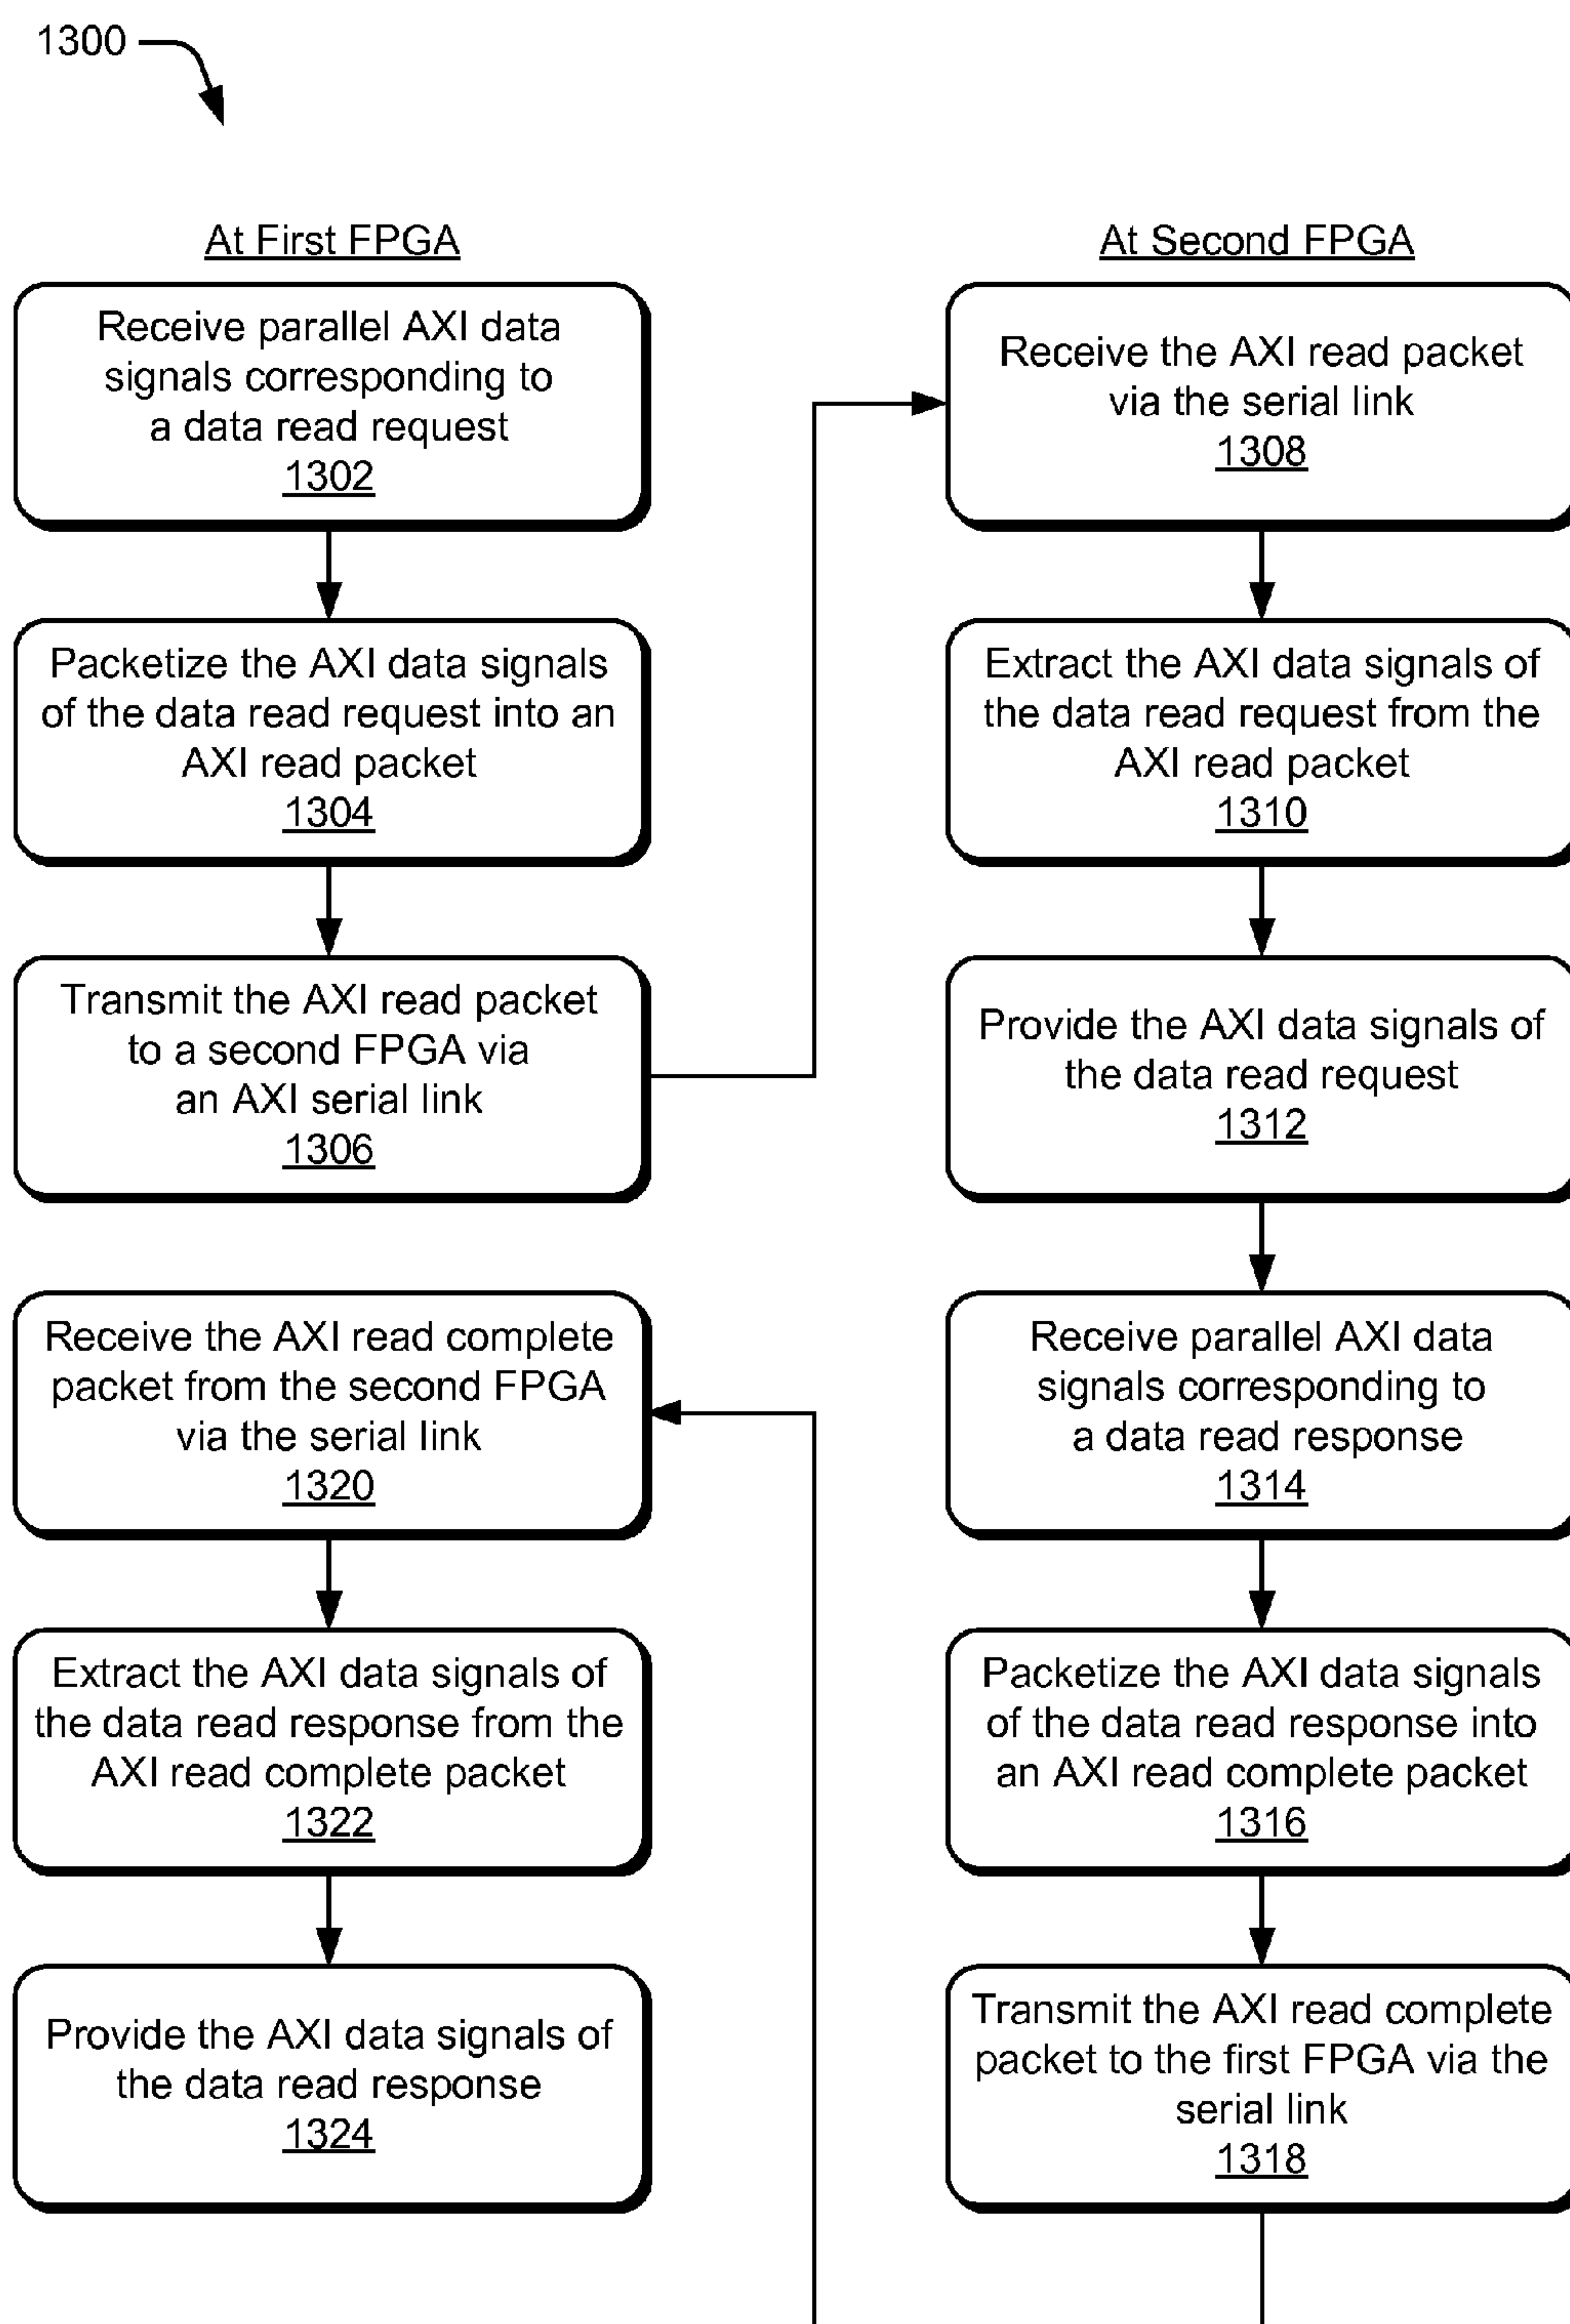 1300
At First FPGA
Receive parallel AXI data
signals corresponding to
a data read request
1302
Packetize the AXI data signals
of the data read request into an
AXI read packet
1304
Transmit the AXI read packet
to a second FPGA via
an AXI serial link
1306
At Second FPGA
Receive the AXI read packet
via the serial link
1308
Extract the AXI data signals of
the data read request from the
AXI read packet
1310
Provide the AXI data signals of
the data read request
1312
Receive parallel AXI data
signals corresponding to
a data read response
1314
Packetize the AXI data signals
of the data read response into
an AXI read complete packet
1316
Transmit the AXI read complete
packet to the first FPGA via the
serial link
1318
Receive the AXI read complete
packet from the second FPGA
via the serial link
1320
Extract the AXI data signals of
the data read response from the
AXI read complete packet
1322
Provide the AXI data signals of
the data read response
1324